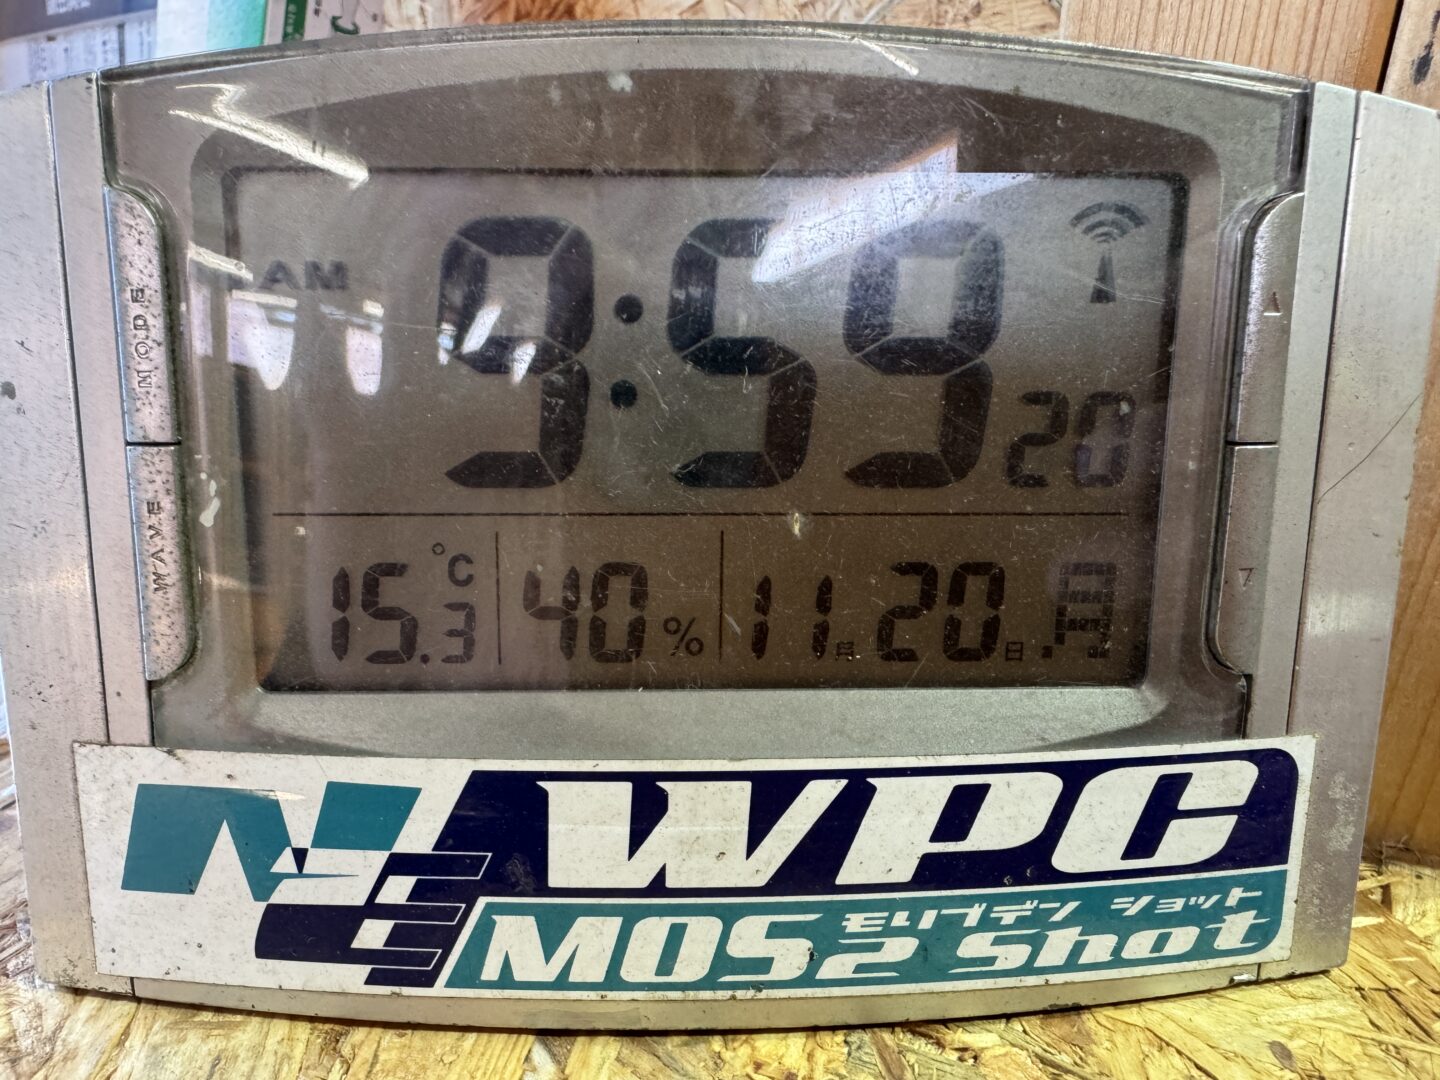 AM 9:59 20
15.3 °C 40 % 11月 20日 月
MODE
WAVE
WPC
モリブデン ショット
MOS2 Shot